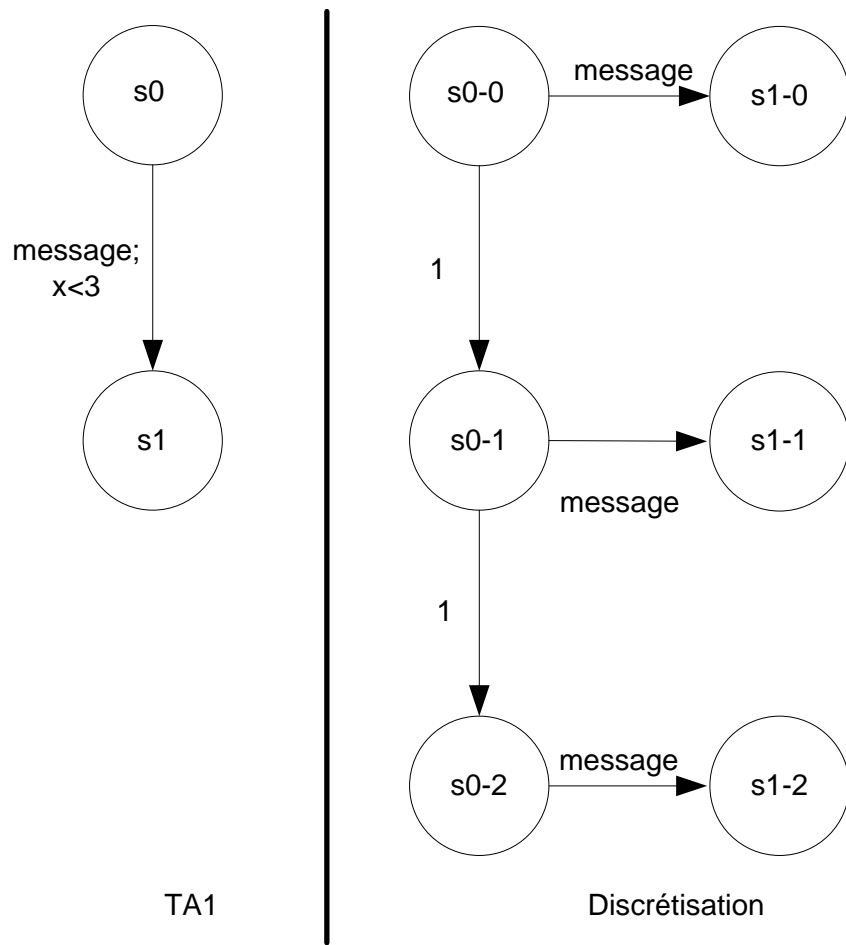 s0
message;
x<3
s1
TA1
s0-0
message
s1-0
1
s0-1
message
s1-1
1
s0-2
message
s1-2
Discrétisation